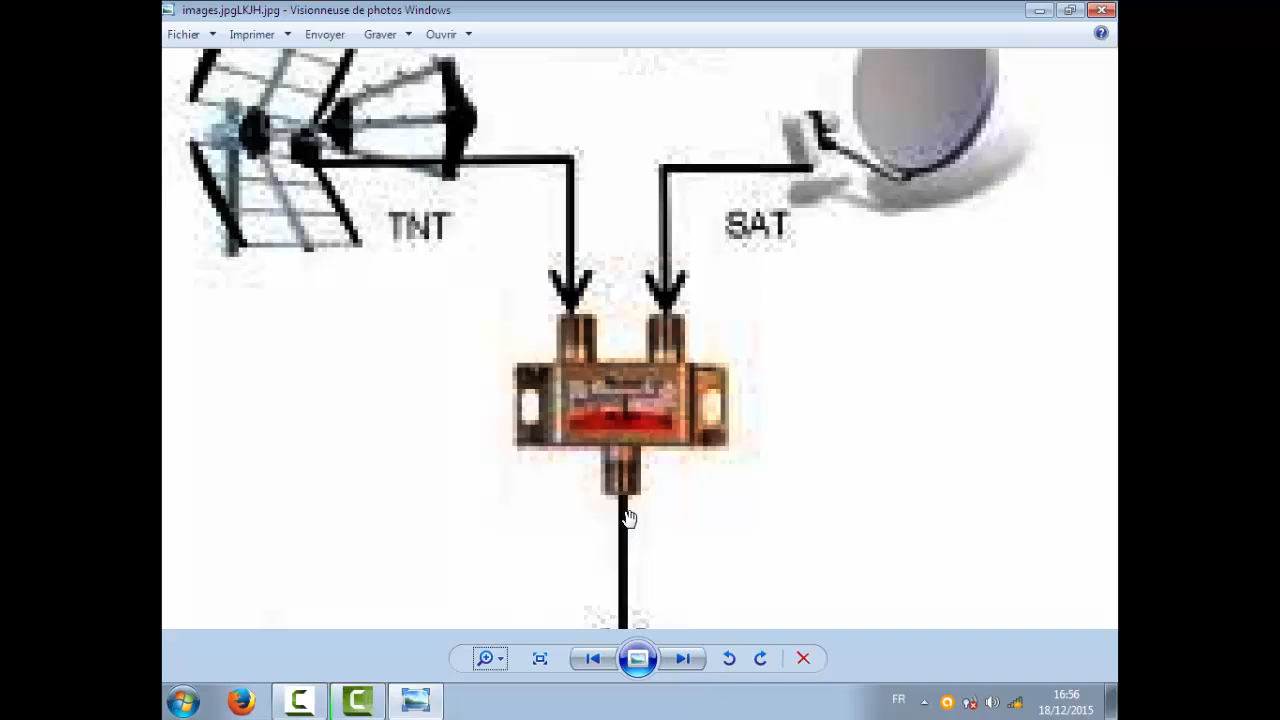 images.jpgLKJH.jpg - Visionneuse de photos Windows
Fichier Imprimer Envoyer Graver Ouvrir
TNT SAT
FR 16:56
18/12/2015